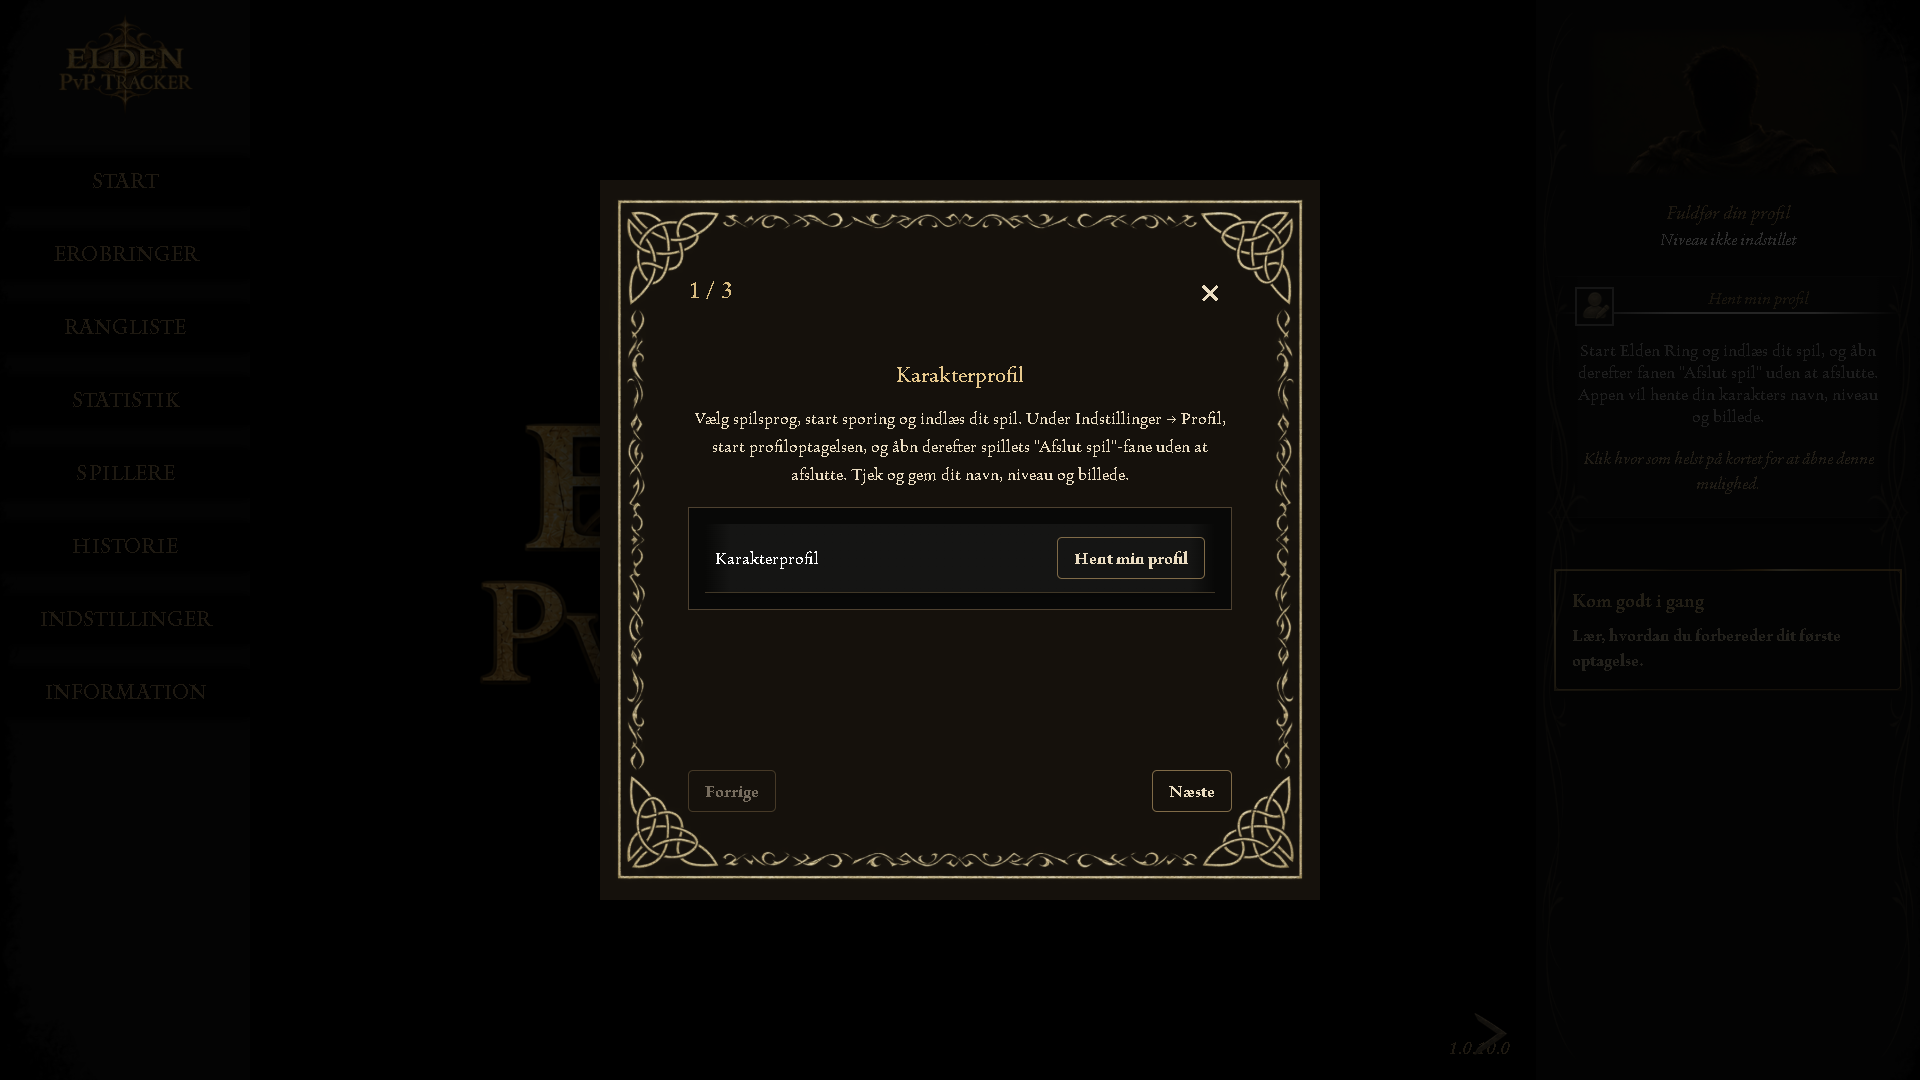 ELDEN
PVP TRACKER
START
EROBRINGER
RANGLISTE
STATISTIK
SPILLERE
HISTORIE
INDSTILLINGER
INFORMATION
1 / 3
Karakterprofil
Vælg spilsprog, start sporing og indlæs dit spil. Under Indstillinger → Profil,
start profiloptagelsen, og åbn derefter spillets "Afslut spil"-fane uden at
afslutte. Tjek og gem dit navn, niveau og billede.
Karakterprofil
Hent min profil
Forrige
Næste
Fuldfør din profil
Niveau ikke indstillet
Hent min profil
Start Elden Ring og indlæs dit spil, og åbn
derefter fanen "Afslut spil" uden at afslutte.
Appen vil hente din karakters navn, niveau
og billede.
Klik hvor som helst på kortet for at åbne denne
mulighed.
Kom godt i gang
Lær, hvordan du forbereder dit første
optagelse.